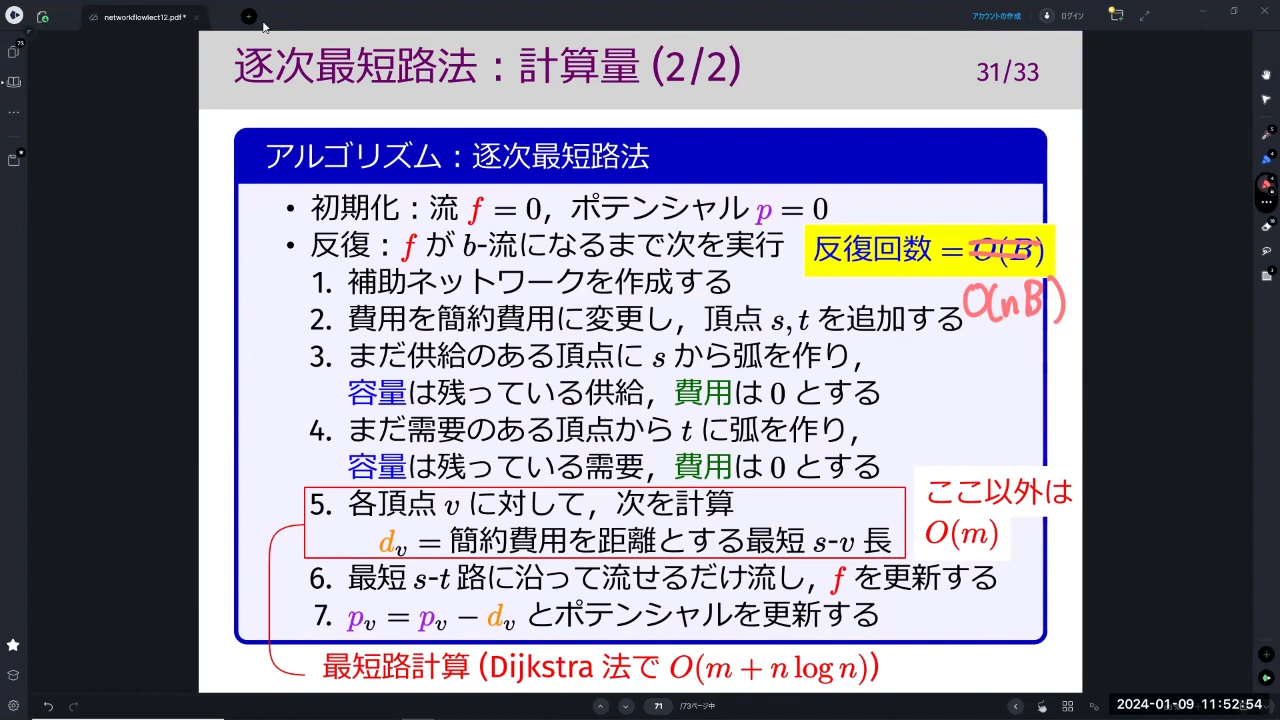 networkflowlect12.pdf*
アカウントの作成
ログイン
73
逐次最短路法：計算量 (2/2)
31/33
アルゴリズム：逐次最短路法
• 初期化：流 f = 0，ポテンシャル p = 0
• 反復：f が b-流になるまで次を実行
反復回数 = O(B)
O(nB)
1. 補助ネットワークを作成する
2. 費用を簡約費用に変更し，頂点 s, t を追加する
3. まだ供給のある頂点に s から弧を作り，
容量は残っている供給，費用は 0 とする
4. まだ需要のある頂点から t に弧を作り，
容量は残っている需要，費用は 0 とする
5. 各頂点 v に対して，次を計算
d_v = 簡約費用を距離とする最短 s-v 長
ここ以外は
O(m)
6. 最短 s-t 路に沿って流せるだけ流し，f を更新する
7. p_v = p_v − d_v とポテンシャルを更新する
最短路計算 (Dijkstra 法で O(m + n log n))
71
/73ページ中
2024-01-09 11:52:54